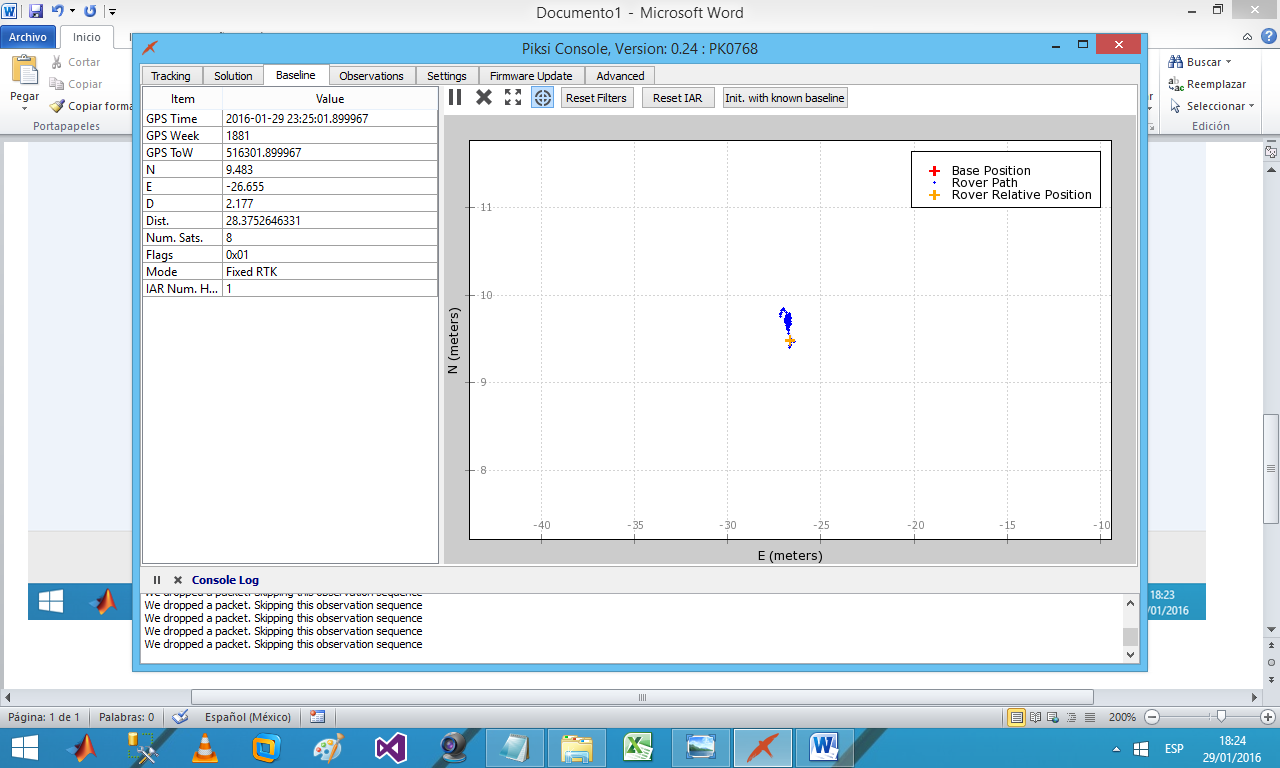 Documento1 - Microsoft Word
Archivo
Inicio
Pegar
Cortar
Copiar
Copiar forma
Portapapeles
Buscar
Reemplazar
Seleccionar
Edición
Piksi Console, Version: 0.24 : PK0768
Tracking Solution Baseline Observations Settings Firmware Update Advanced
Item Value
GPS Time 2016-01-29 23:25:01.899967
GPS Week 1881
GPS ToW 516301.899967
N 9.483
E -26.655
D 2.177
Dist. 28.3752646331
Num. Sats. 8
Flags 0x01
Mode Fixed RTK
IAR Num. H... 1
Reset Filters Reset IAR Init. with known baseline
Base Position
Rover Path
Rover Relative Position
11
10
9
8
N (meters)
-40 -35 -30 -25 -20 -15 -10
E (meters)
Console Log
We dropped a packet. Skipping this observation sequence
We dropped a packet. Skipping this observation sequence
We dropped a packet. Skipping this observation sequence
We dropped a packet. Skipping this observation sequence
We dropped a packet. Skipping this observation sequence
18:23
/01/2016
Página: 1 de 1 Palabras: 0 Español (México) 200%
ESP
18:24
29/01/2016